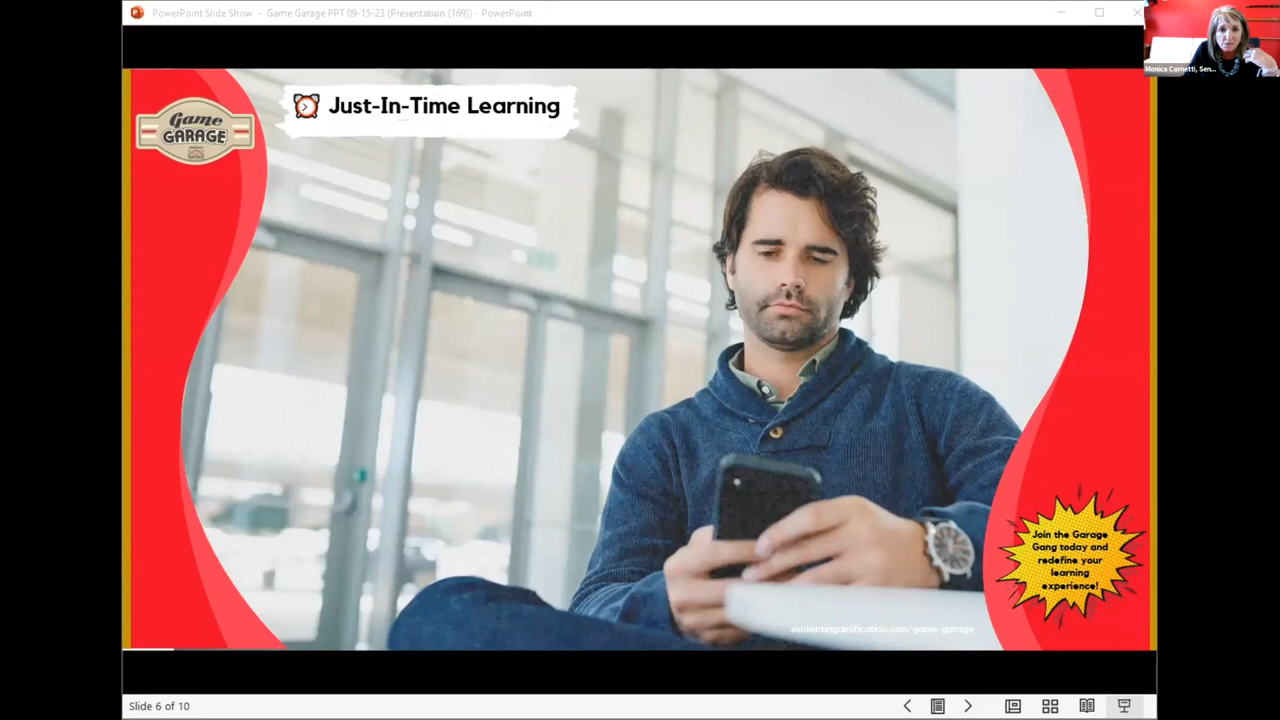 PowerPoint Slide Show - Game Garage PPT 09-15-23 (Presentation (169)) - PowerPoint
Monica Cornetti, Sen...
Just-In-Time Learning
Game
GARAGE
Join the Garage
Gang today and
redefine your
learning
experience!
sententiagamification.com/game-garage
Slide 6 of 10